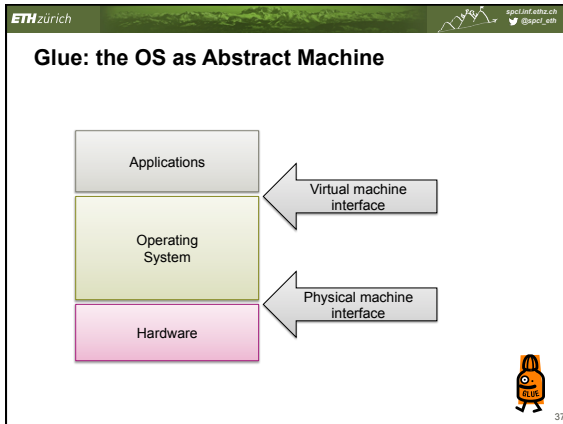 ETH zürich
spcl.inf.ethz.ch
@spcl_eth
Glue: the OS as Abstract Machine
Applications
Virtual machine
interface
Operating
System
Physical machine
interface
Hardware
GLUE
37